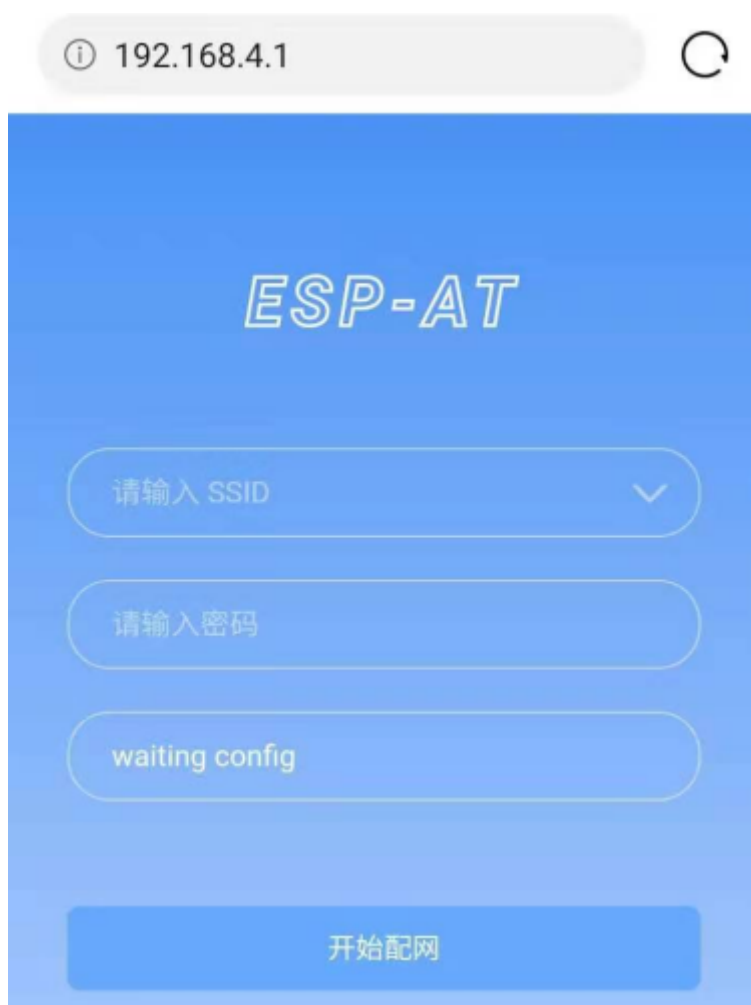 192.168.4.1
ESP-AT
请输入 SSID
请输入密码
waiting config
开始配网